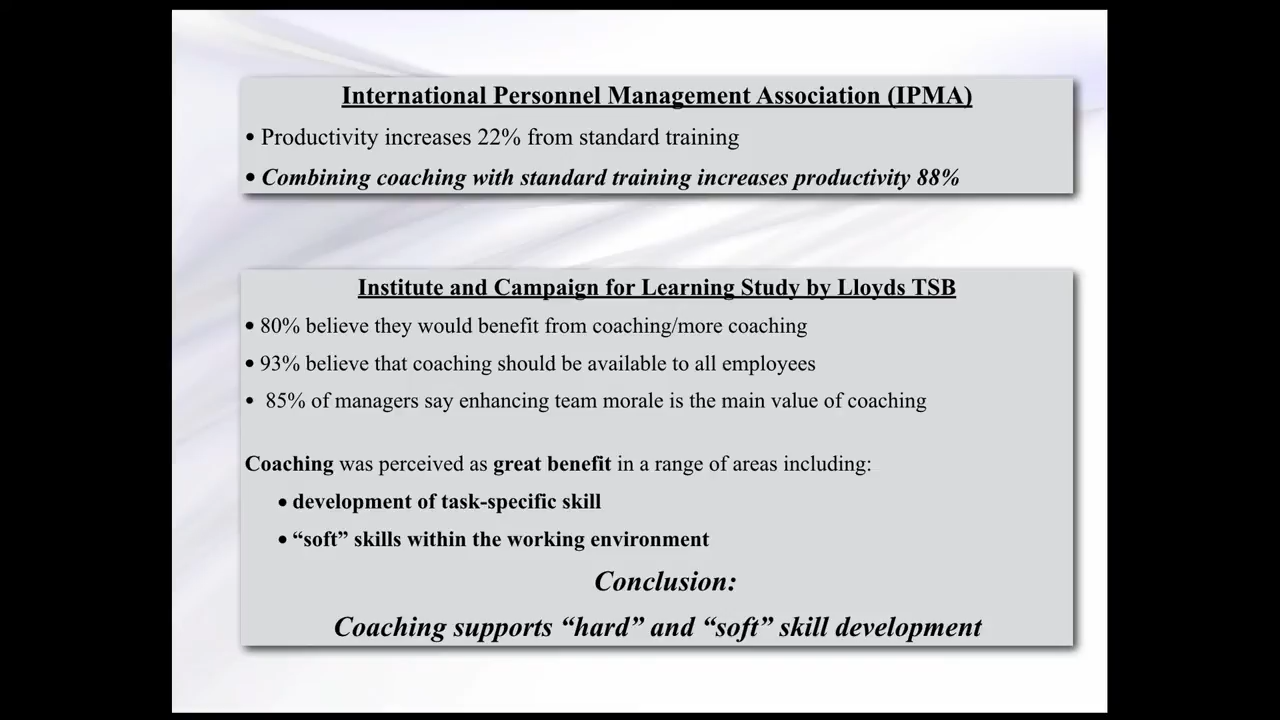 International Personnel Management Association (IPMA)
• Productivity increases 22% from standard training
• Combining coaching with standard training increases productivity 88%
Institute and Campaign for Learning Study by Lloyds TSB
• 80% believe they would benefit from coaching/more coaching
• 93% believe that coaching should be available to all employees
• 85% of managers say enhancing team morale is the main value of coaching
Coaching was perceived as great benefit in a range of areas including:
• development of task-specific skill
• “soft” skills within the working environment
Conclusion:
Coaching supports “hard” and “soft” skill development